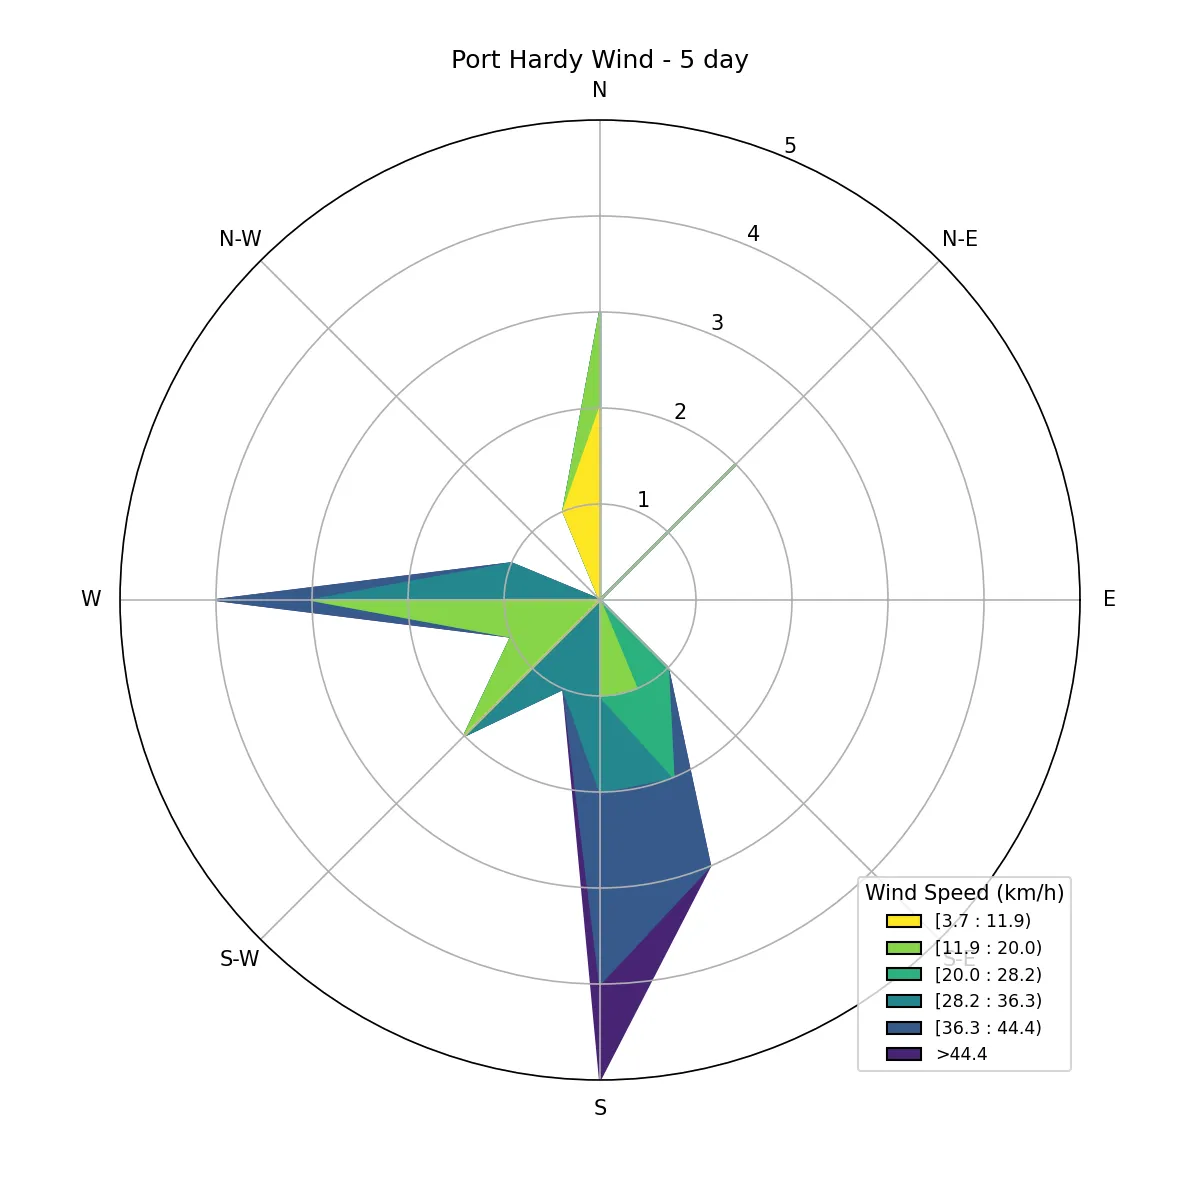 Port Hardy Wind - 5 day
N
5
N-W
4
N-E
3
2
1
W
E
Wind Speed (km/h)
[3.7 : 11.9)
[11.9 : 20.0)
S-W
S-E
[20.0 : 28.2)
[28.2 : 36.3)
[36.3 : 44.4)
>44.4
S